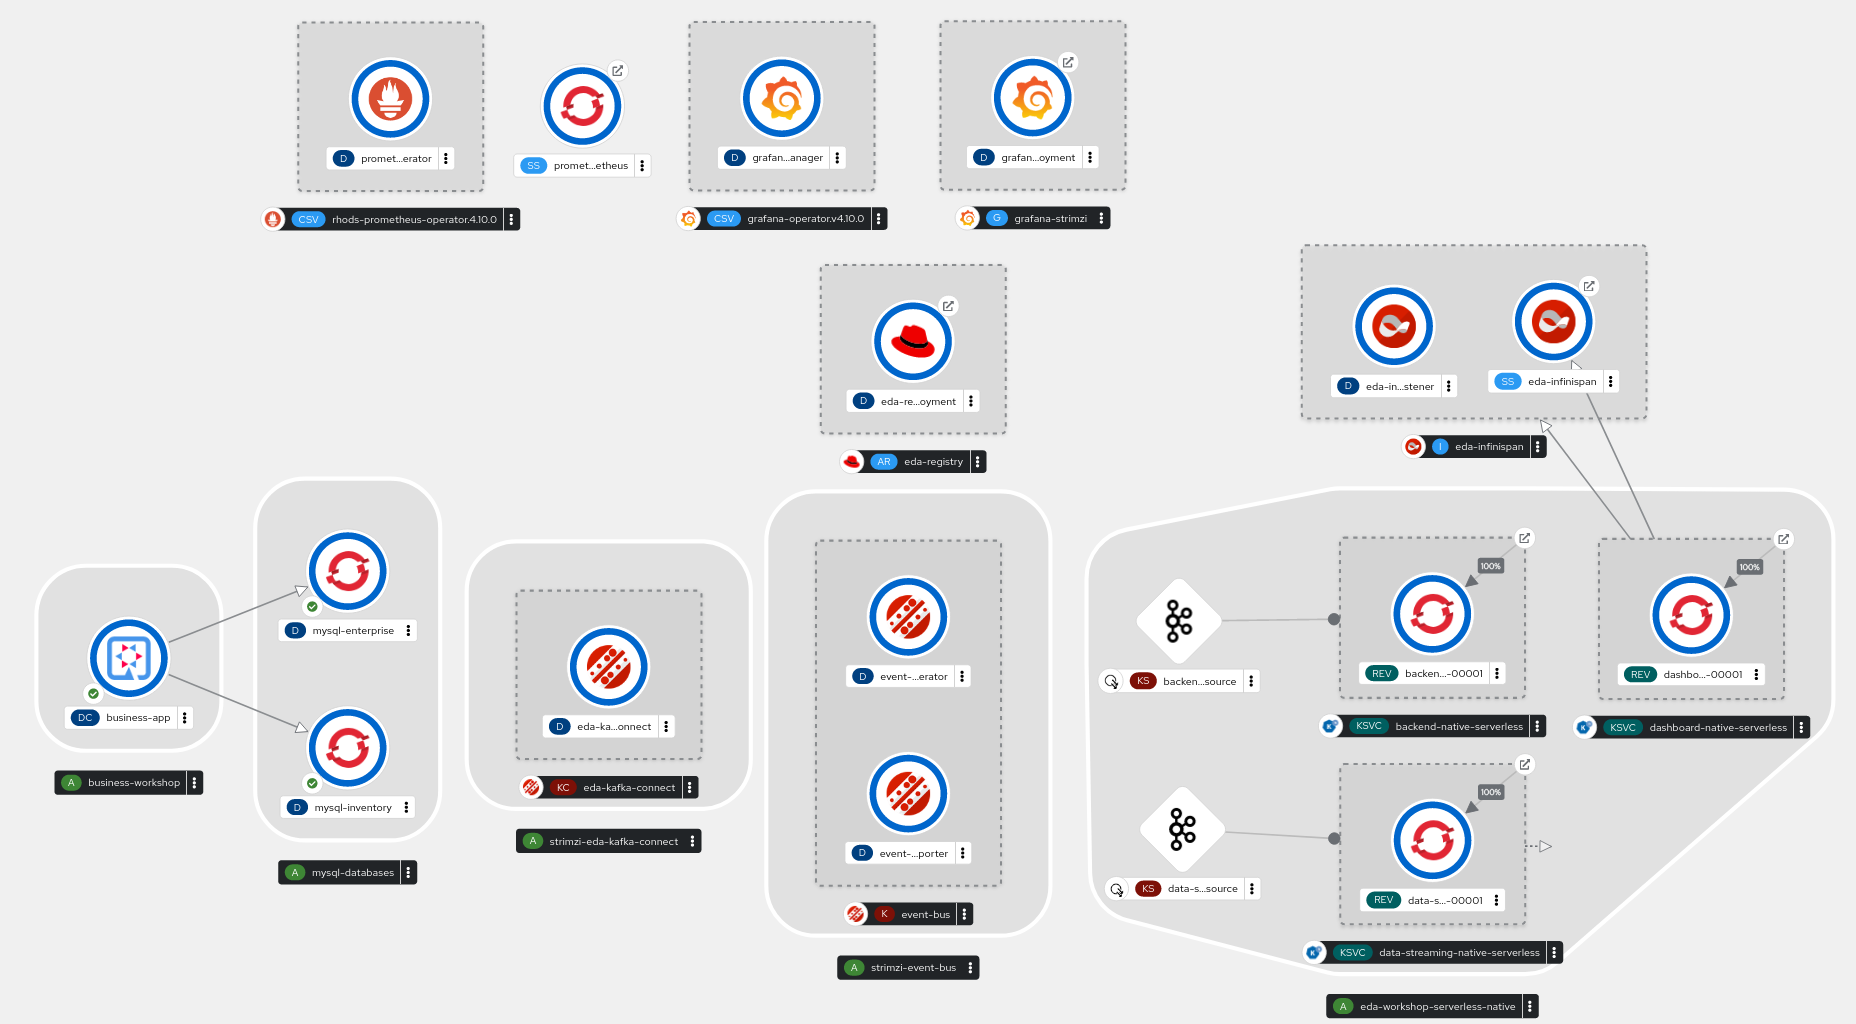 D promet...erator
SS promet...etheus
D grafan...anager
D grafan...oyment
CSV rhods-prometheus-operator.4.10.0
CSV grafana-operator.v4.10.0
G grafana-strimzi
D eda-re...oyment
AR eda-registry
D eda-in...stener
SS eda-infinispan
I eda-infinispan
D mysql-enterprise
DC business-app
A business-workshop
D mysql-inventory
A mysql-databases
D eda-ka...onnect
KC eda-kafka-connect
A strimzi-eda-kafka-connect
D event-...erator
D event-...porter
K event-bus
A strimzi-event-bus
KS backen...source
100%
REV backen...-00001
KSVC backend-native-serverless
100%
REV dashbo...-00001
KSVC dashboard-native-serverless
KS data-s...source
100%
REV data-s...-00001
KSVC data-streaming-native-serverless
A eda-workshop-serverless-native